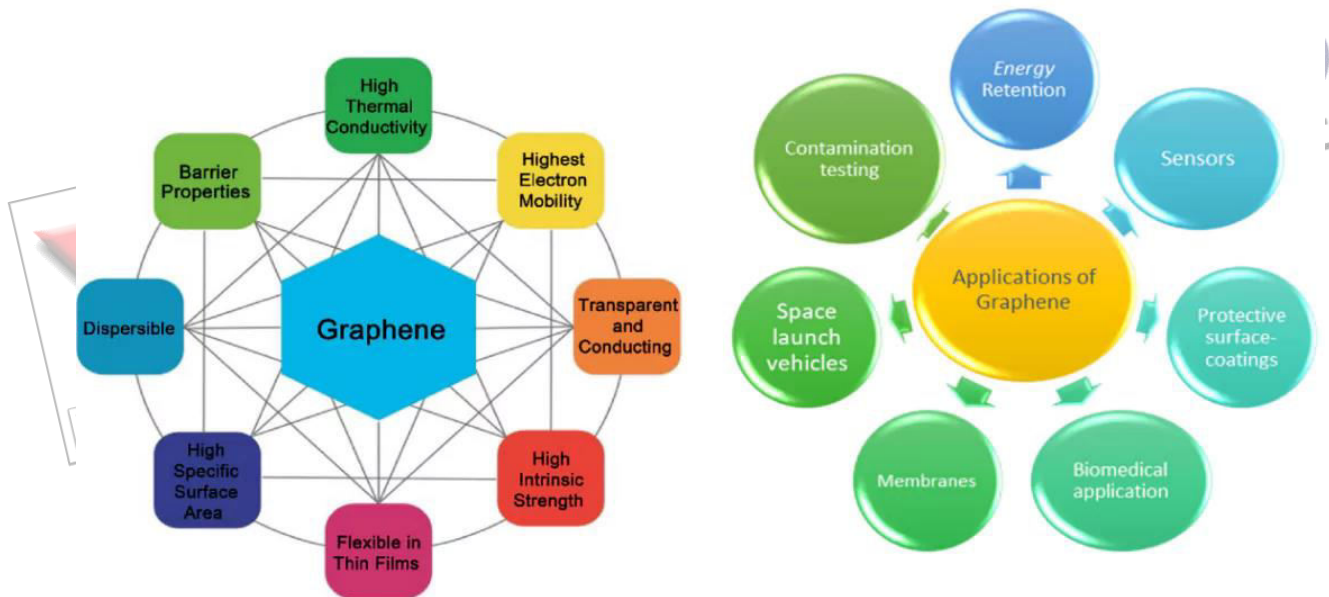 High
Thermal
Conductivity
Highest
Electron
Mobility
Transparent
and
Conducting
High
Intrinsic
Strength
Flexible in
Thin Films
High
Specific
Surface
Area
Dispersible
Barrier
Properties
Graphene
Energy
Retention
Sensors
Protective
surface-
coatings
Biomedical
application
Membranes
Space
launch
vehicles
Contamination
testing
Applications of
Graphene